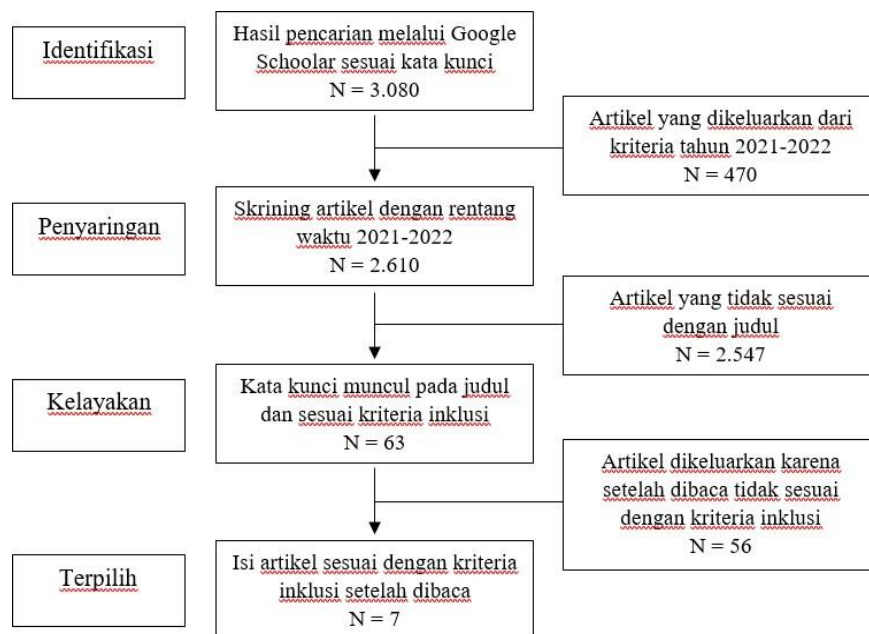 Identifikasi
Hasil pencarian melalui Google
Schoolar sesuai kata kunci
N = 3.080
Artikel yang dikeluarkan dari
kriteria tahun 2021-2022
N = 470
Penyaringan
Skrining artikel dengan rentang
waktu 2021-2022
N = 2.610
Artikel yang tidak sesuai
dengan judul
N = 2.547
Kelayakan
Kata kunci muncul pada judul
dan sesuai kriteria inklusi
N = 63
Artikel dikeluarkan karena
setelah dibaca tidak sesuai
dengan kriteria inklusi
N = 56
Terpilih
Isi artikel sesuai dengan kriteria
inklusi setelah dibaca
N = 7